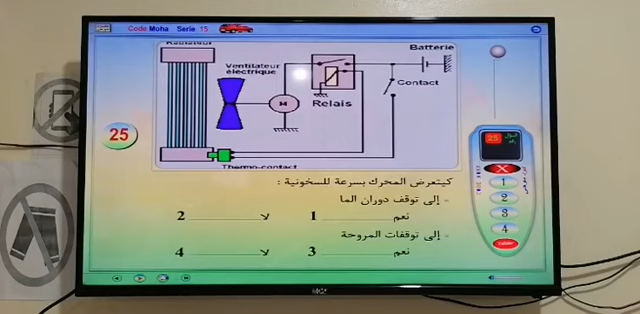 Code Moha Serie 15
Radiateur
Batterie
Ventilateur
électrique
Contact
M
Relais
25
Thermo-contact
كيتعرض المحرك بسرعة للسخونية :
- إلى توقف دوران الما
نعم 1 لا 2
- إلى توقفات المروحة
نعم 3 لا 4
25
X
1
2
3
4